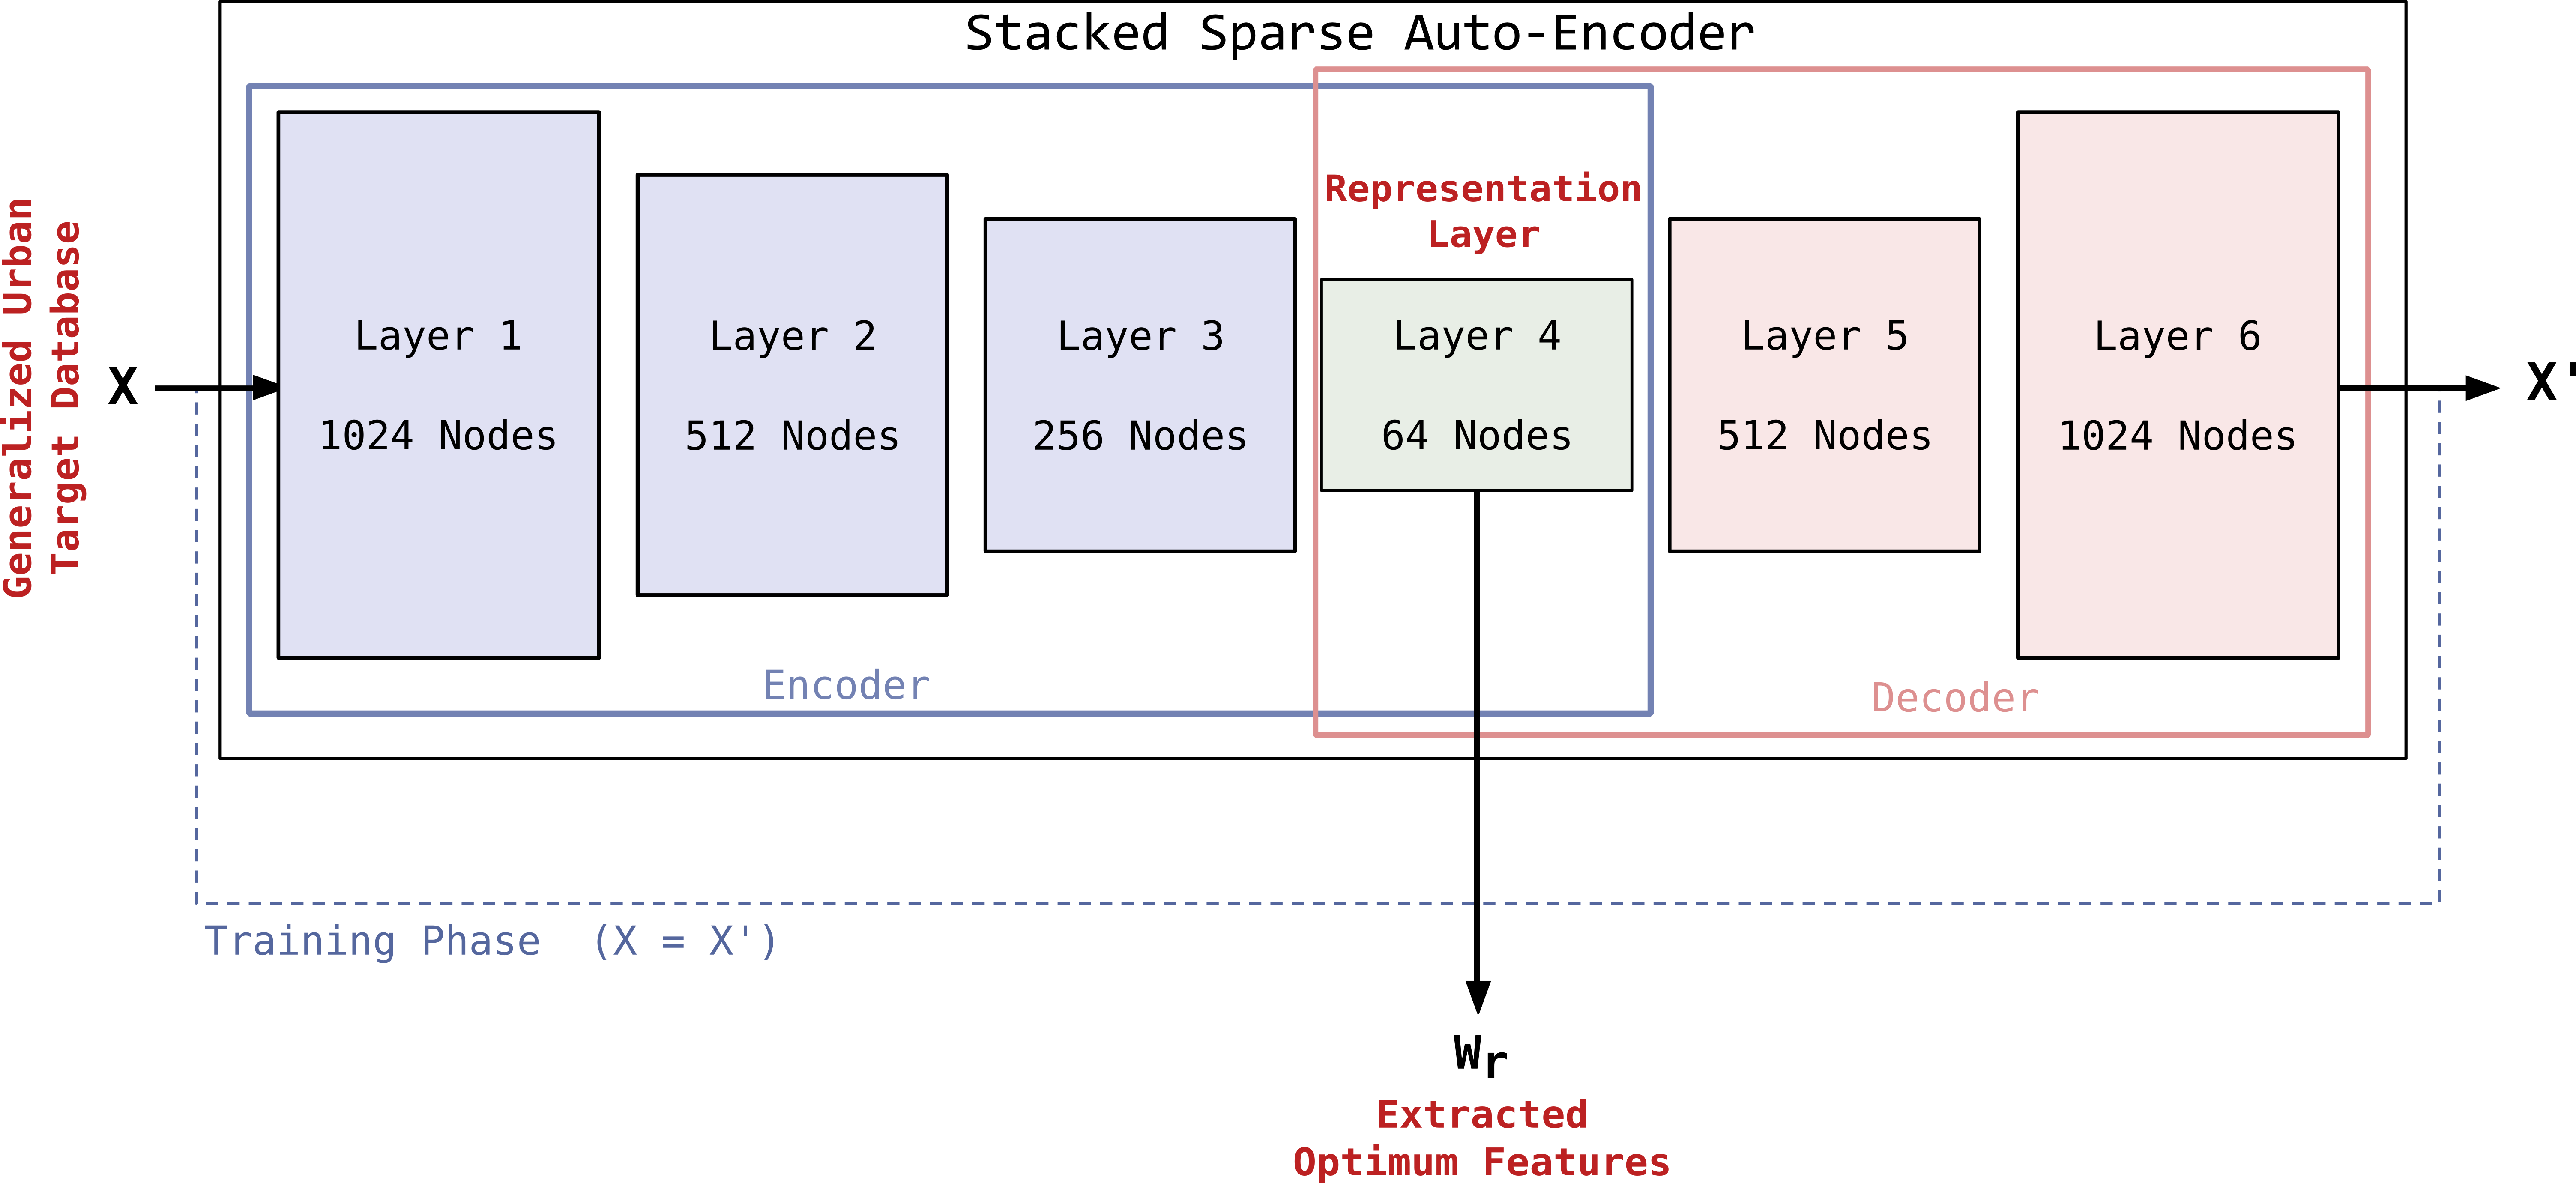 Stacked Sparse Auto-Encoder
Generalized Urban
Target Database
X
Layer 1
1024 Nodes
Layer 2
512 Nodes
Layer 3
256 Nodes
Representation
Layer
Layer 4
64 Nodes
Layer 5
512 Nodes
Layer 6
1024 Nodes
X'
Encoder
Decoder
Training Phase (X = X')
Wr
Extracted
Optimum Features